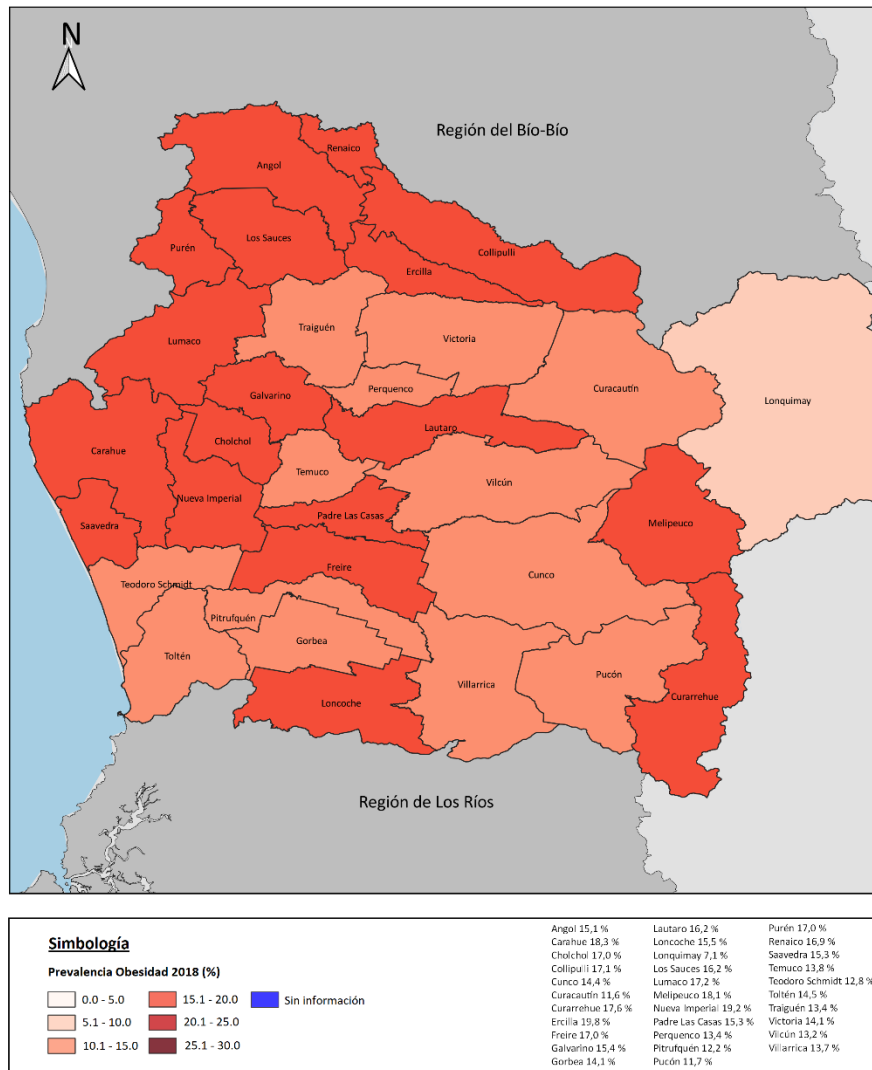 N
Región del Bío-Bío
Renaico
Angol
Los Sauces
Purén
Collipulli
Ercilla
Traiguén
Victoria
Lumaco
Curacautín
Perquenco
Lonquimay
Galvarino
Lautaro
Cholchol
Carahue
Temuco
Vilcún
Nueva Imperial
Padre Las Casas
Melipeuco
Saavedra
Freire
Cunco
Teodoro Schmidt
Pitrufquén
Gorbea
Toltén
Pucón
Villarrica
Curarrehue
Loncoche
Región de Los Ríos
Simbología
Prevalencia Obesidad 2018 (%)
0.0 - 5.0
5.1 - 10.0
10.1 - 15.0
15.1 - 20.0
20.1 - 25.0
25.1 - 30.0
Sin información
Angol 15,1 %
Carahue 18,3 %
Cholchol 17,0 %
Collipulli 17,1 %
Cunco 14,4 %
Curacautín 11,6 %
Curarrehue 17,6 %
Ercilla 19,8 %
Freire 17,0 %
Galvarino 15,4 %
Gorbea 14,1 %
Lautaro 16,2 %
Loncoche 15,5 %
Lonquimay 7,1 %
Los Sauces 16,2 %
Lumaco 17,2 %
Melipeuco 18,1 %
Nueva Imperial 19,2 %
Padre Las Casas 15,3 %
Perquenco 13,4 %
Pitrufquén 12,2 %
Pucón 11,7 %
Purén 17,0 %
Renaico 16,9 %
Saavedra 15,3 %
Temuco 13,8 %
Teodoro Schmidt 12,8 %
Toltén 14,5 %
Traiguén 13,4 %
Victoria 14,1 %
Vilcún 13,2 %
Villarrica 13,7 %